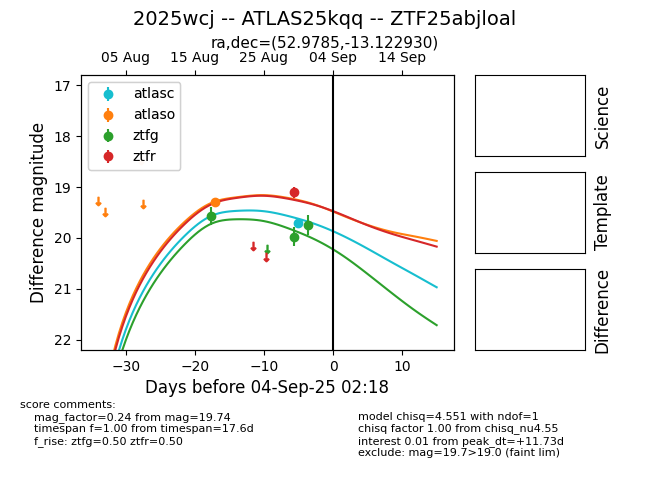 2025wcj -- ATLAS25kqq -- ZTF25abjloal
ra,dec=(52.9785,-13.122930)
05 Aug 15 Aug 25 Aug 04 Sep 14 Sep
atlasc
atlaso
ztfg
ztfr
17
18
19
20
21
22
Difference magnitude
−30 −20 −10 0 10
Days before 04-Sep-25 02:18
Science
Template
Difference
score comments:
mag_factor=0.24 from mag=19.74
timespan f=1.00 from timespan=17.6d
f_rise: ztfg=0.50 ztfr=0.50
model chisq=4.551 with ndof=1
chisq factor 1.00 from chisq_nu4.55
interest 0.01 from peak_dt=+11.73d
exclude: mag=19.7>19.0 (faint lim)